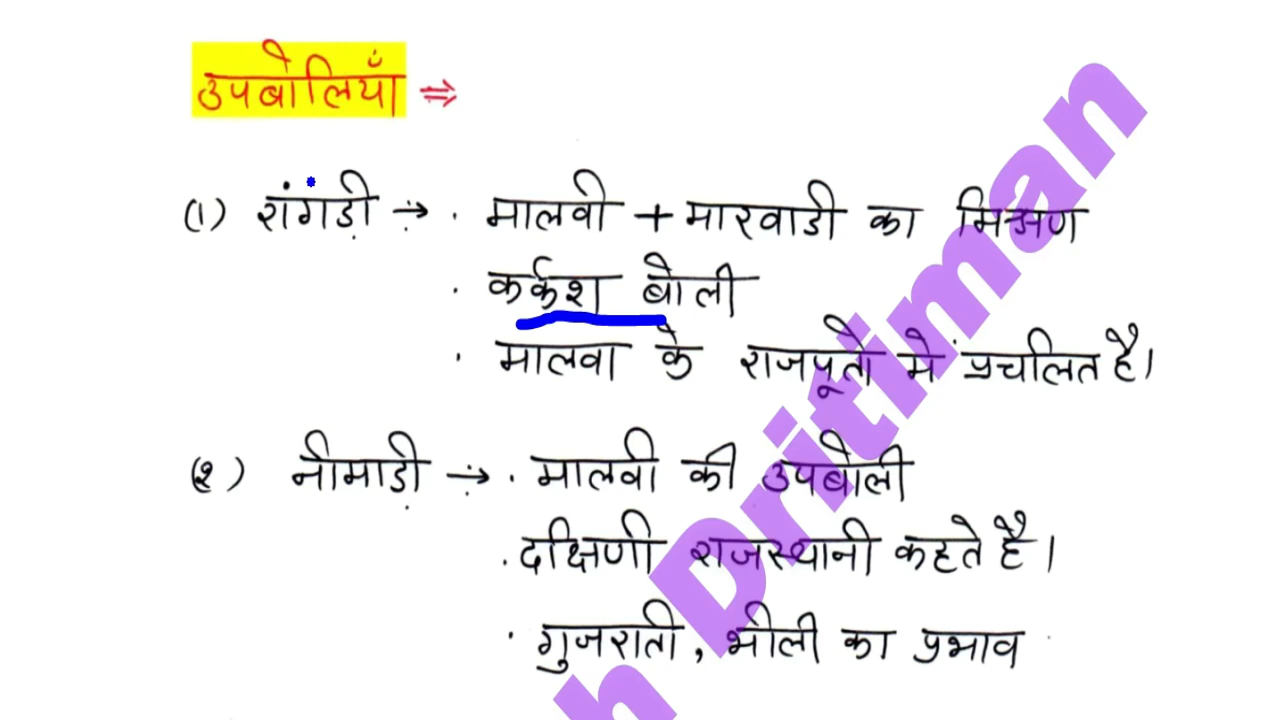 उपबोलियाँ ⇒
(1) रांगड़ी → · मालवी + मारवाडी का मिश्रण
· कर्कश बोली
· मालवा के राजपूतो में प्रचलित है।
(2) नीमाड़ी → · मालवी की उपबोली
· दक्षिणी राजस्थानी कहते है।
· गुजराती, भीली का प्रभाव
h Dritiman